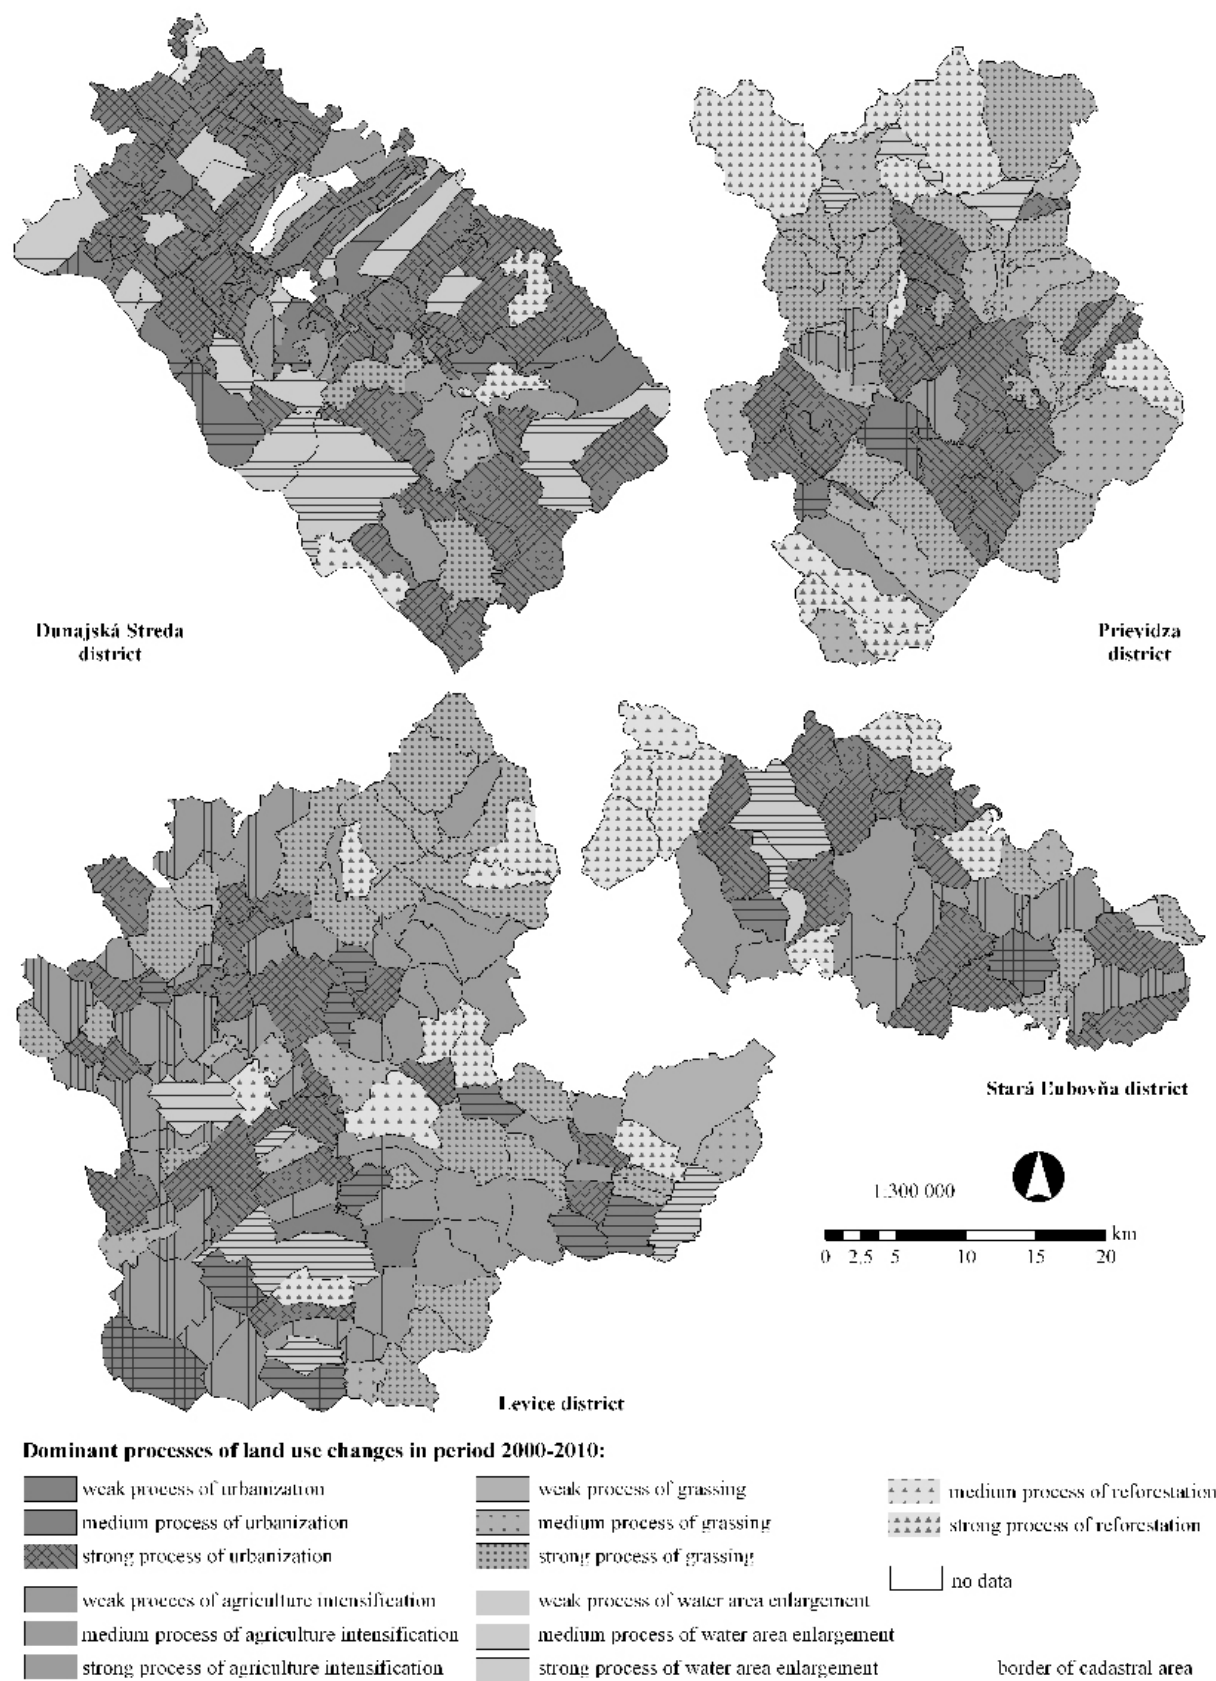 Dunajská Streda
district
Prievidza
district
Stará Ľubovňa district
1:300 000
km
0 2,5 5 10 15 20
Levice district
Dominant processes of land use changes in period 2000-2010:
weak process of urbanization
medium process of urbanization
strong process of urbanization
weak process of agriculture intensification
medium process of agriculture intensification
strong process of agriculture intensification
weak process of grassing
medium process of grassing
strong process of grassing
weak process of water area enlargement
medium process of water area enlargement
strong process of water area enlargement
medium process of reforestation
strong process of reforestation
no data
border of cadastral area